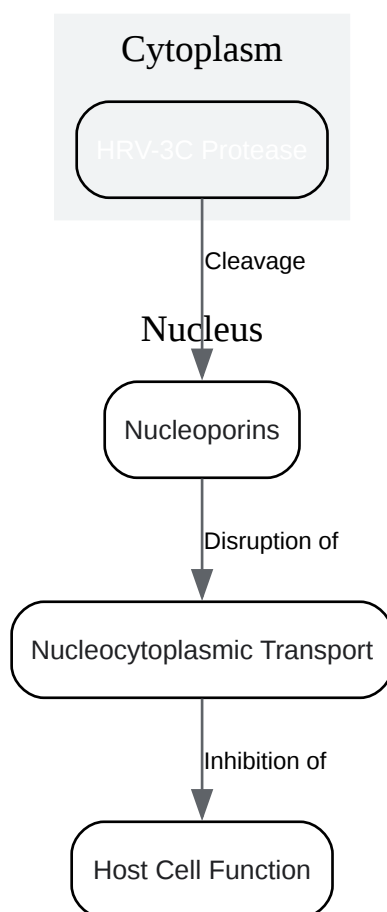 Cytoplasm
HRV-3C Protease
Cleavage
Nucleus
Nucleoporins
Disruption of
Nucleocytoplasmic Transport
Inhibition of
Host Cell Function